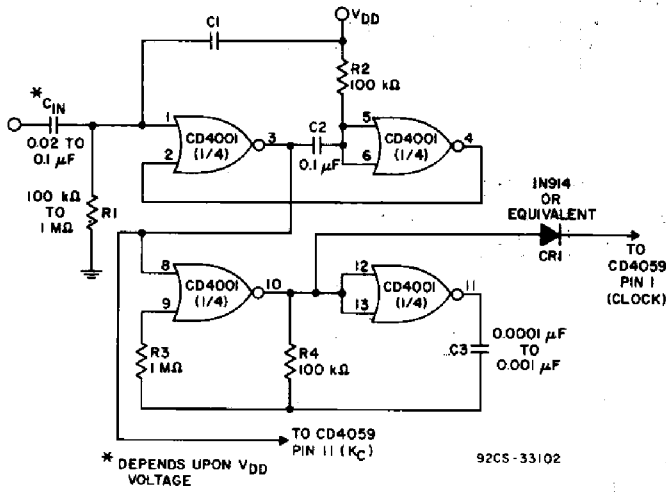 C1
VDD
R2
100 kΩ
*CIN
0.02 TO
0.1 µF
1
2
CD4001
(1/4)
3
C2
0.1 µF
5
6
CD4001
(1/4)
4
100 kΩ
TO
1 MΩ
R1
1N914
OR
EQUIVALENT
CR1
TO
CD4059
PIN 1
(CLOCK)
8
9
CD4001
(1/4)
10
12
13
CD4001
(1/4)
11
R3
1 MΩ
R4
100 kΩ
C3
0.0001 µF
TO
0.001 µF
TO CD4059
PIN 11 (KC)
* DEPENDS UPON VDD
VOLTAGE
92CS-33102